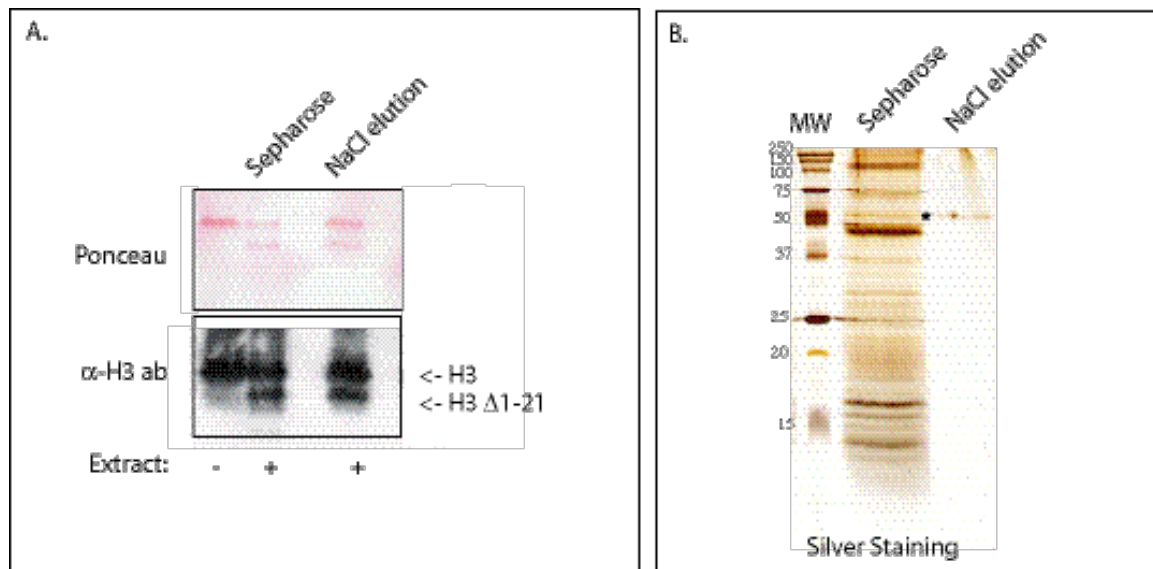 A.
Sepharose
NaCl elution
Ponceau
α-H3 ab
<- H3
<- H3 Δ1-21
Extract: - + +
B.
MW
Sepharose
NaCl elution
250
150
100
75
50
37
25
20
15
Silver Staining